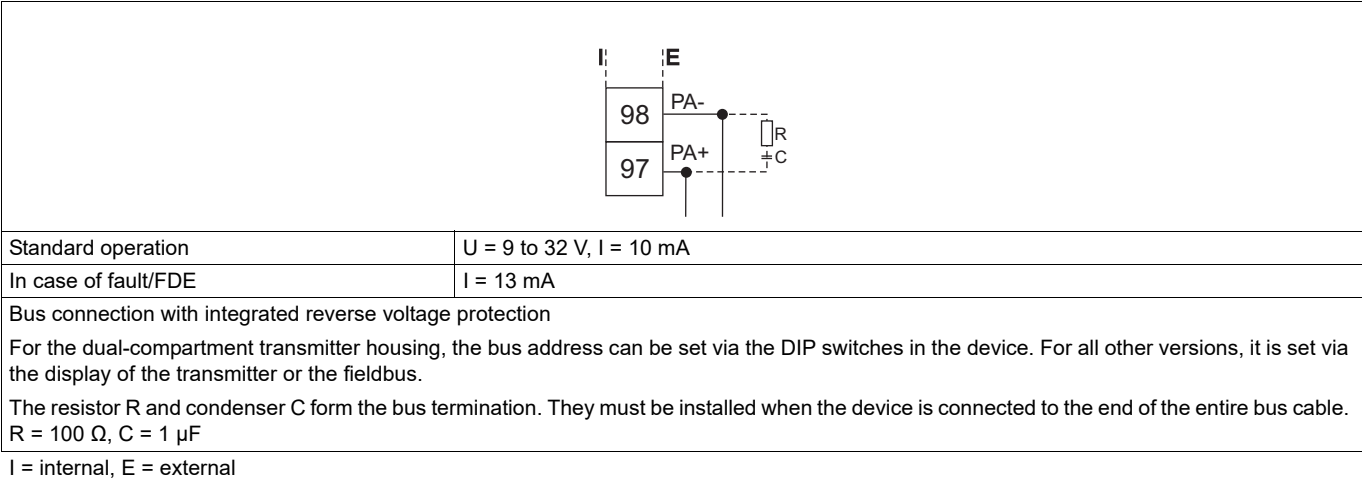 I E
98 PA-
R
97 PA+
C
Standard operation U = 9 to 32 V, I = 10 mA
In case of fault/FDE I = 13 mA
Bus connection with integrated reverse voltage protection
For the dual-compartment transmitter housing, the bus address can be set via the DIP switches in the device. For all other versions, it is set via
the display of the transmitter or the fieldbus.
The resistor R and condenser C form the bus termination. They must be installed when the device is connected to the end of the entire bus cable.
R = 100 Ω, C = 1 μF
I = internal, E = external